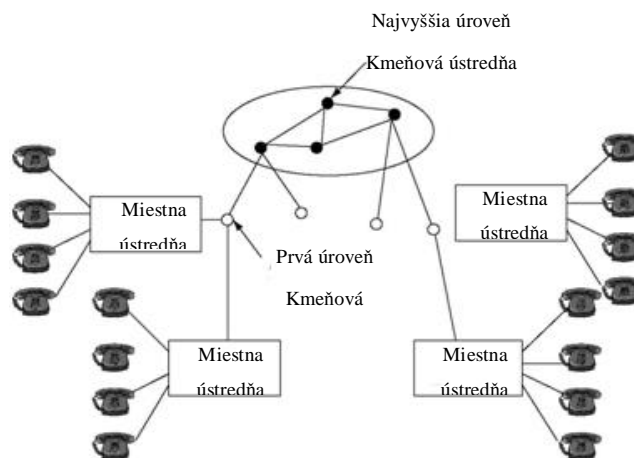 Najvyššia úroveň
Kmeňová ústredňa
Miestna
ústredňa
Miestna
ústredňa
Prvá úroveň
Kmeňová
Miestna
ústredňa
Miestna
ústredňa